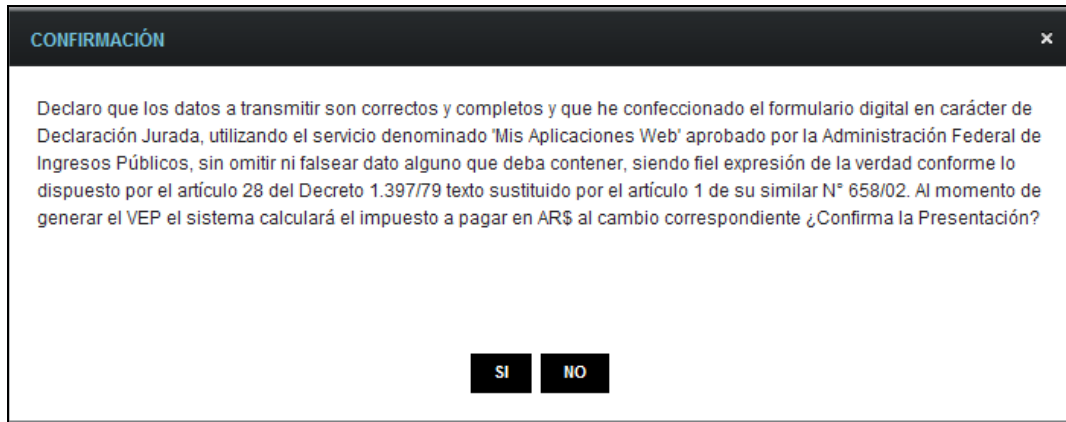 CONFIRMACIÓN ×
Declaro que los datos a transmitir son correctos y completos y que he confeccionado el formulario digital en carácter de
Declaración Jurada, utilizando el servicio denominado 'Mis Aplicaciones Web' aprobado por la Administración Federal de
Ingresos Públicos, sin omitir ni falsear dato alguno que deba contener, siendo fiel expresión de la verdad conforme lo
dispuesto por el artículo 28 del Decreto 1.397/79 texto sustituido por el artículo 1 de su similar N° 658/02. Al momento de
generar el VEP el sistema calculará el impuesto a pagar en AR$ al cambio correspondiente ¿Confirma la Presentación?
SI NO